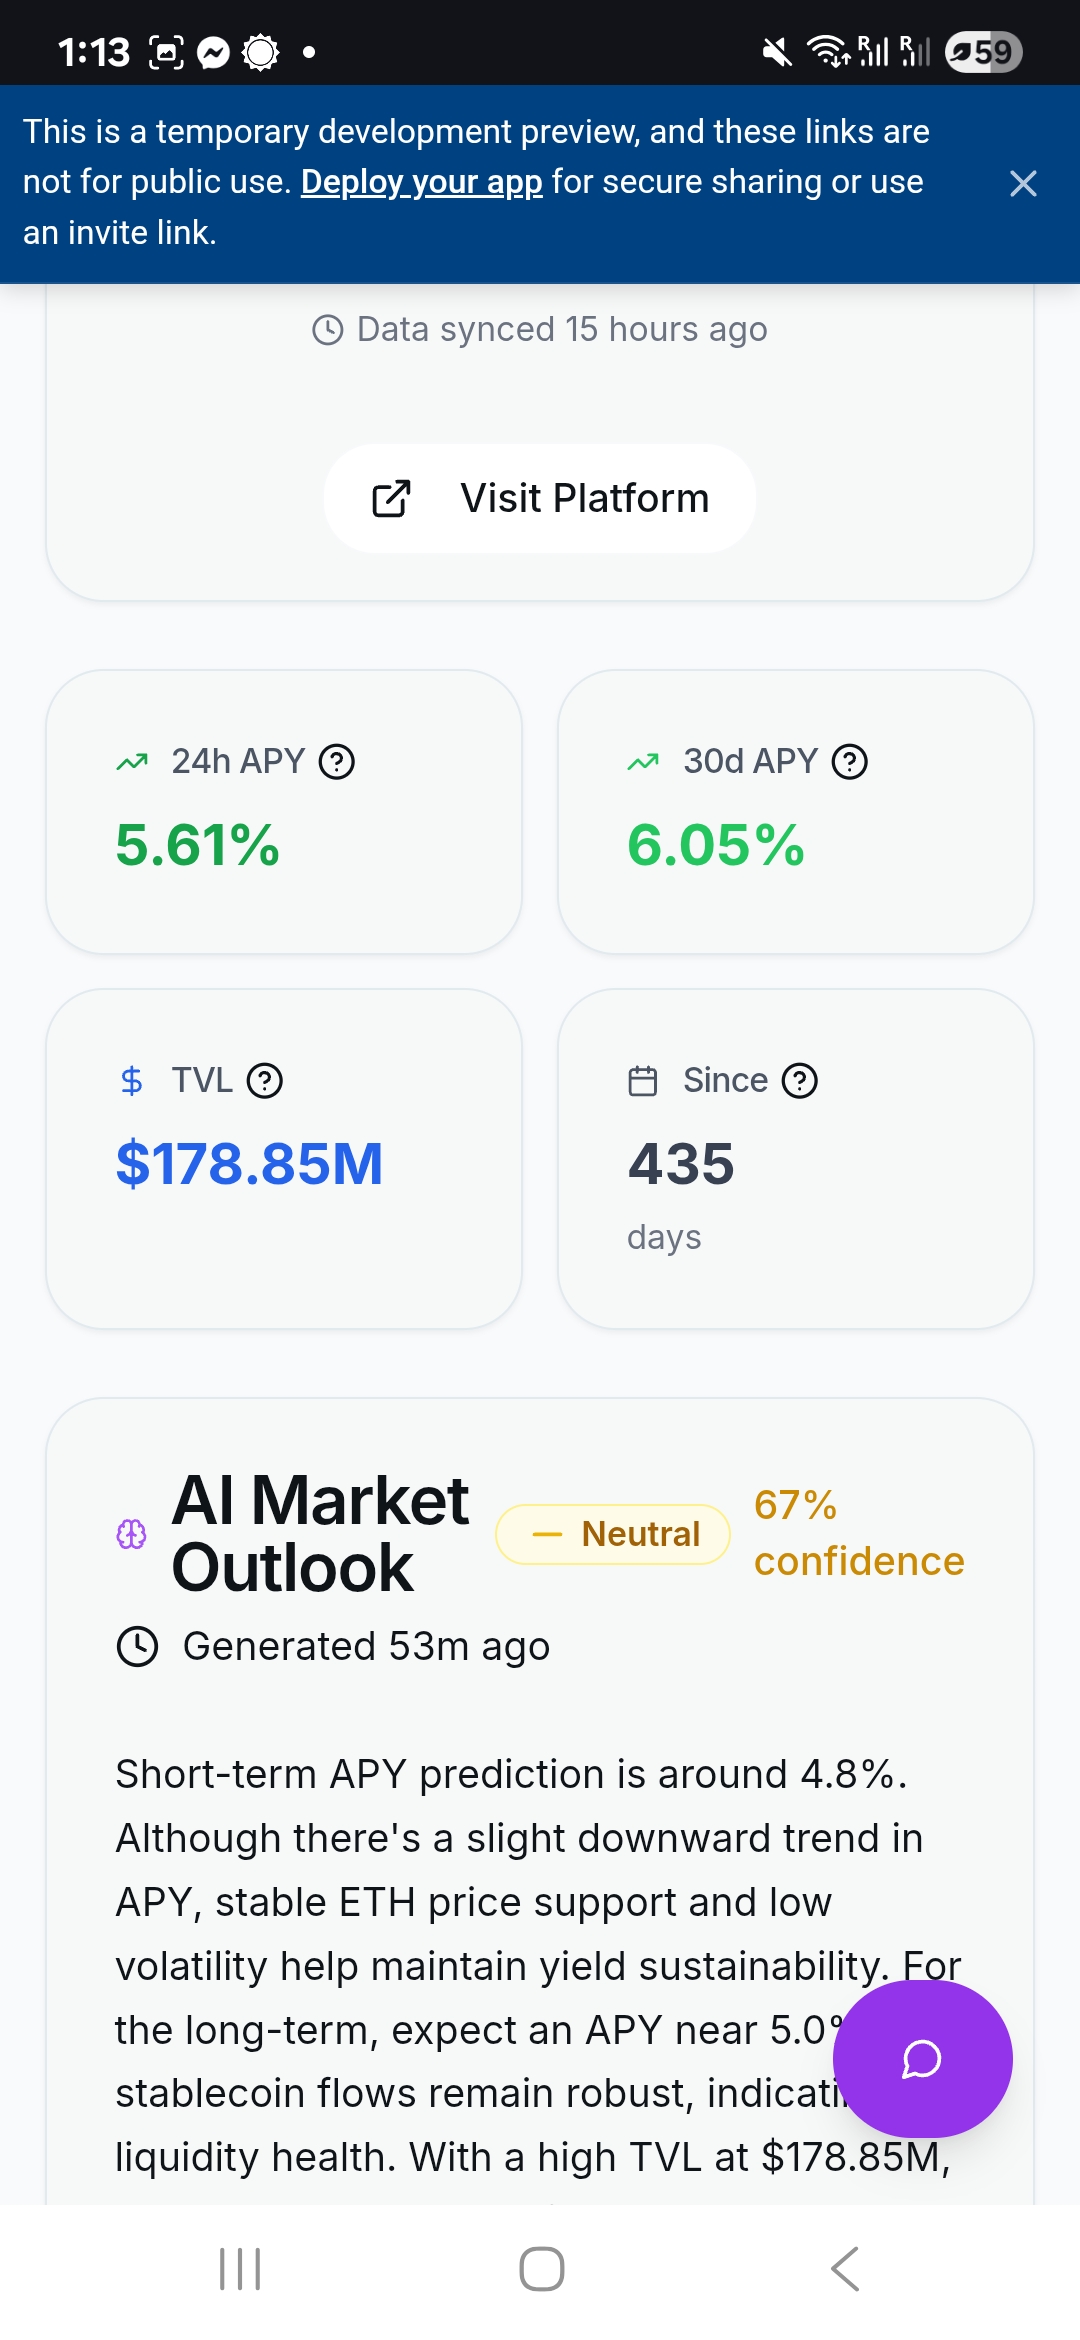 1:13
R R 59
This is a temporary development preview, and these links are
not for public use. Deploy your app for secure sharing or use
an invite link.
Data synced 15 hours ago
Visit Platform
24h APY
5.61%
30d APY
6.05%
TVL
$178.85M
Since
435
days
AI Market
Outlook
Neutral
67%
confidence
Generated 53m ago
Short-term APY prediction is around 4.8%.
Although there's a slight downward trend in
APY, stable ETH price support and low
volatility help maintain yield sustainability. For
the long-term, expect an APY near 5.0%
stablecoin flows remain robust,
liquidity health. With a high TVL at $178.85M,